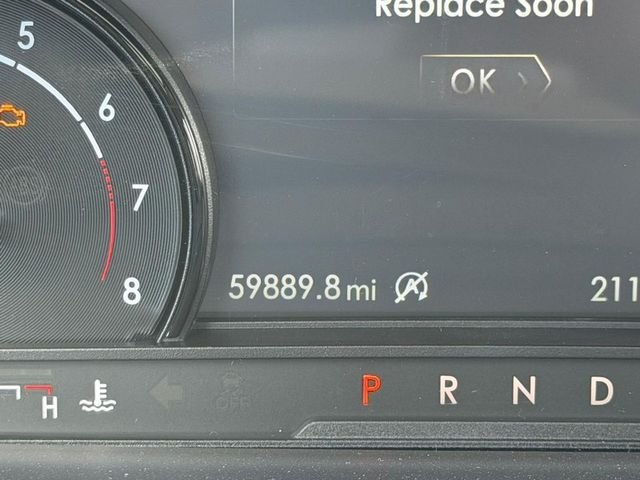 Replace Soon
5
OK
6
7
8
59889.8 mi
211
H
OFF
P R N D